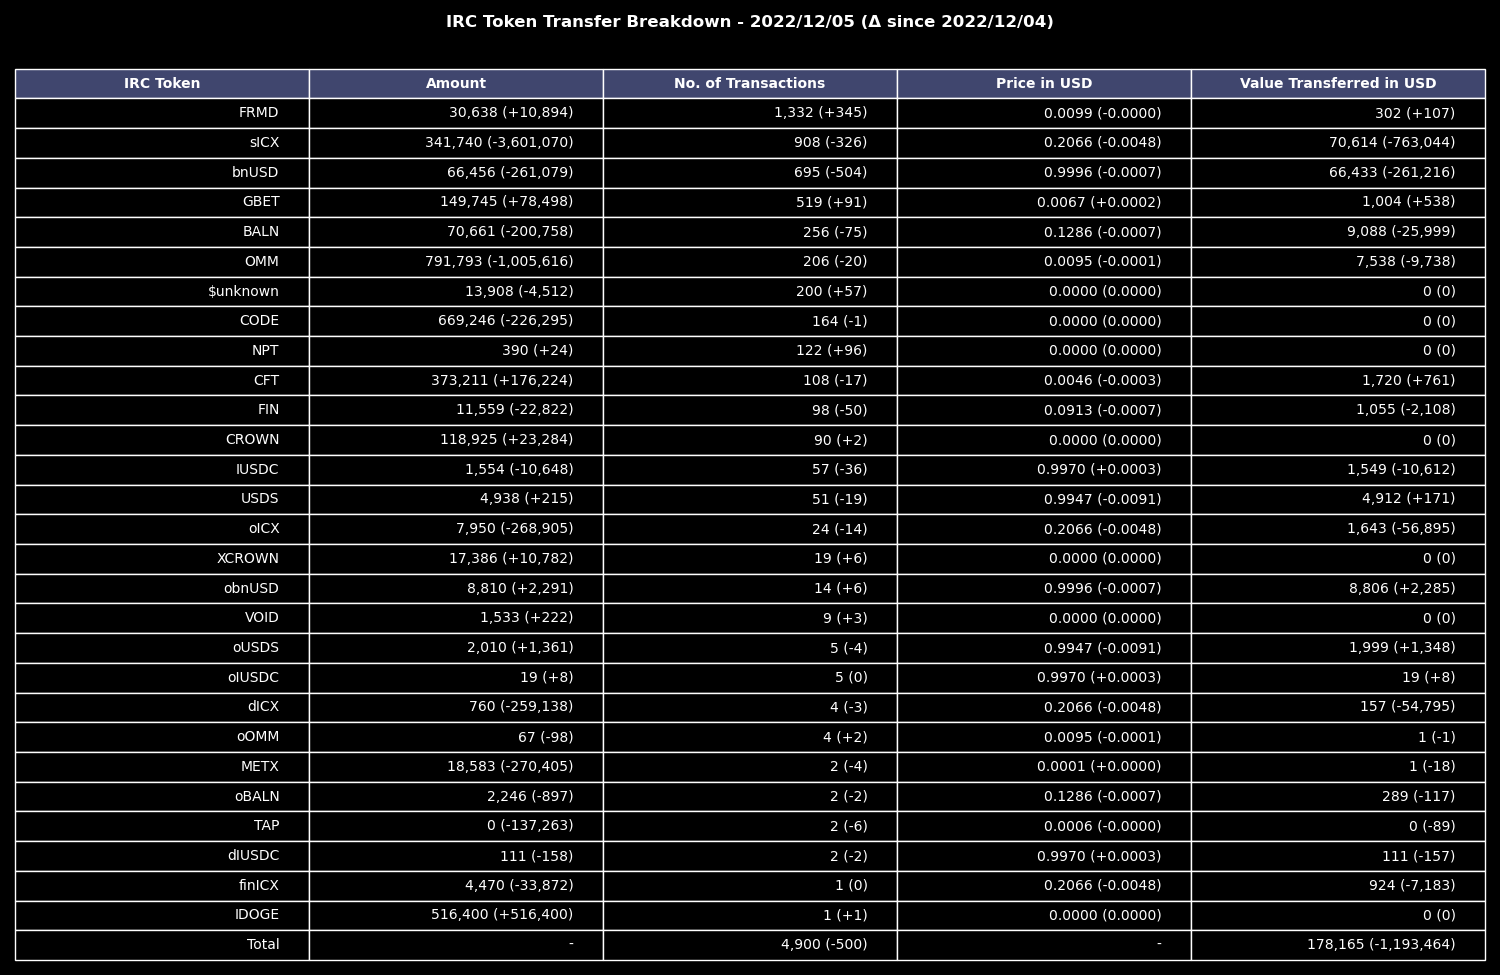 IRC Token Transfer Breakdown - 2022/12/05 (Δ since 2022/12/04)
IRC Token Amount No. of Transactions Price in USD Value Transferred in USD
FRMD 30,638 (+10,894) 1,332 (+345) 0.0099 (-0.0000) 302 (+107)
sICX 341,740 (-3,601,070) 908 (-326) 0.2066 (-0.0048) 70,614 (-763,044)
bnUSD 66,456 (-261,079) 695 (-504) 0.9996 (-0.0007) 66,433 (-261,216)
GBET 149,745 (+78,498) 519 (+91) 0.0067 (+0.0002) 1,004 (+538)
BALN 70,661 (-200,758) 256 (-75) 0.1286 (-0.0007) 9,088 (-25,999)
OMM 791,793 (-1,005,616) 206 (-20) 0.0095 (-0.0001) 7,538 (-9,738)
$unknown 13,908 (-4,512) 200 (+57) 0.0000 (0.0000) 0 (0)
CODE 669,246 (-226,295) 164 (-1) 0.0000 (0.0000) 0 (0)
NPT 390 (+24) 122 (+96) 0.0000 (0.0000) 0 (0)
CFT 373,211 (+176,224) 108 (-17) 0.0046 (-0.0003) 1,720 (+761)
FIN 11,559 (-22,822) 98 (-50) 0.0913 (-0.0007) 1,055 (-2,108)
CROWN 118,925 (+23,284) 90 (+2) 0.0000 (0.0000) 0 (0)
IUSDC 1,554 (-10,648) 57 (-36) 0.9970 (+0.0003) 1,549 (-10,612)
USDS 4,938 (+215) 51 (-19) 0.9947 (-0.0091) 4,912 (+171)
oICX 7,950 (-268,905) 24 (-14) 0.2066 (-0.0048) 1,643 (-56,895)
XCROWN 17,386 (+10,782) 19 (+6) 0.0000 (0.0000) 0 (0)
obnUSD 8,810 (+2,291) 14 (+6) 0.9996 (-0.0007) 8,806 (+2,285)
VOID 1,533 (+222) 9 (+3) 0.0000 (0.0000) 0 (0)
oUSDS 2,010 (+1,361) 5 (-4) 0.9947 (-0.0091) 1,999 (+1,348)
oIUSDC 19 (+8) 5 (0) 0.9970 (+0.0003) 19 (+8)
dICX 760 (-259,138) 4 (-3) 0.2066 (-0.0048) 157 (-54,795)
oOMM 67 (-98) 4 (+2) 0.0095 (-0.0001) 1 (-1)
METX 18,583 (-270,405) 2 (-4) 0.0001 (+0.0000) 1 (-18)
oBALN 2,246 (-897) 2 (-2) 0.1286 (-0.0007) 289 (-117)
TAP 0 (-137,263) 2 (-6) 0.0006 (-0.0000) 0 (-89)
dIUSDC 111 (-158) 2 (-2) 0.9970 (+0.0003) 111 (-157)
finICX 4,470 (-33,872) 1 (0) 0.2066 (-0.0048) 924 (-7,183)
IDOGE 516,400 (+516,400) 1 (+1) 0.0000 (0.0000) 0 (0)
Total - 4,900 (-500) - 178,165 (-1,193,464)